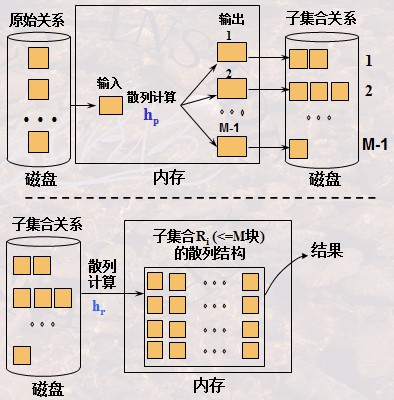 原始关系
输出
子集合关系
输入
散列计算
hp
1
2
M-1
1
2
M-1
磁盘
内存
磁盘
子集合关系
散列
计算
hr
子集合Ri (<=M块)
的散列结构
结果
磁盘
内存